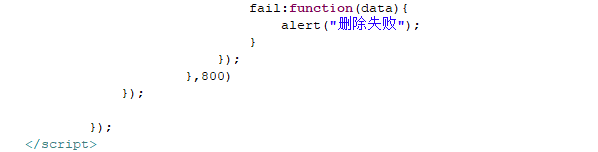 fail:function(data){
alert("删除失败");
}
});
},800)
});
});
</script>